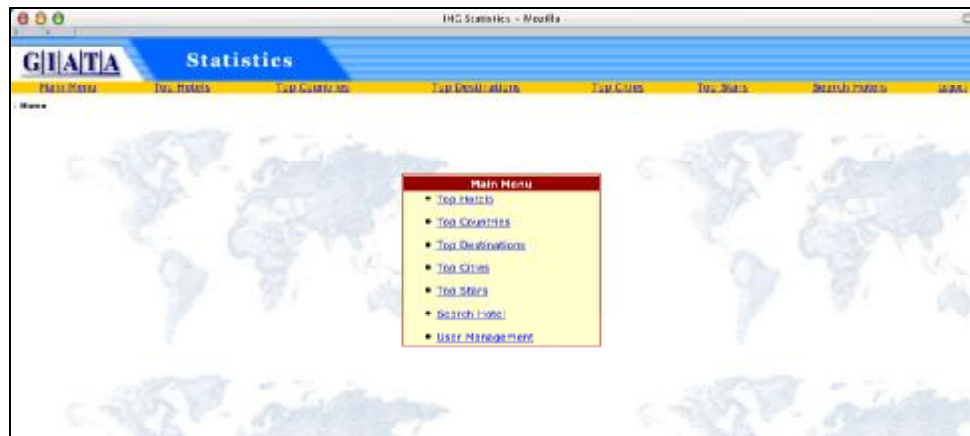 IHG Statistics - Mozilla
G|I|A|T|A Statistics
Main Menu Top Hotels Top Countries Top Destinations Top Cities Top Stars Search Hotels Logout
Home
Main Menu
Top Hotels
Top Countries
Top Destinations
Top Cities
Top Stars
Search Hotel
User Management